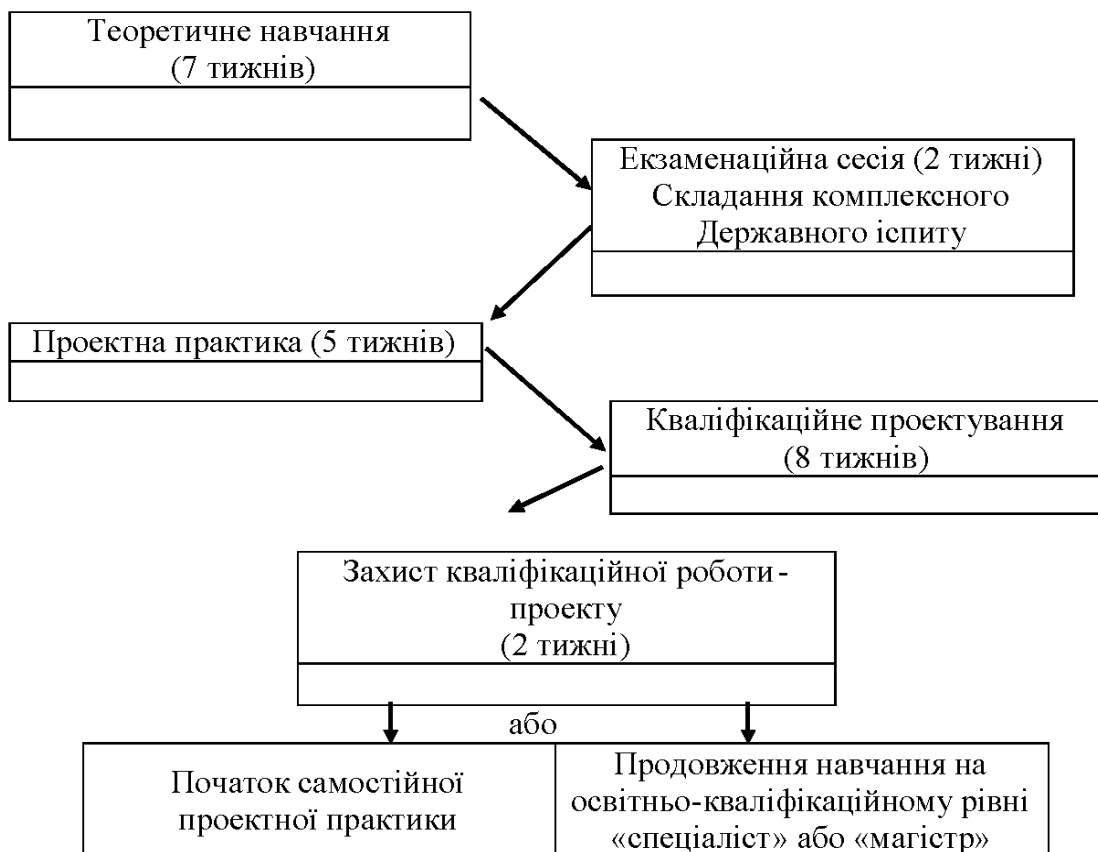 Теоретичне навчання
(7 тижнів)
Екзаменаційна сесія (2 тижні)
Складання комплексного
Державного іспиту
Проектна практика (5 тижнів)
Кваліфікаційне проектування
(8 тижнів)
Захист кваліфікаційної роботи-
проекту
(2 тижні)
або
Початок самостійної
проектної практики
Продовження навчання на
освітньо-кваліфікаційному рівні
«спеціаліст» або «магістр»